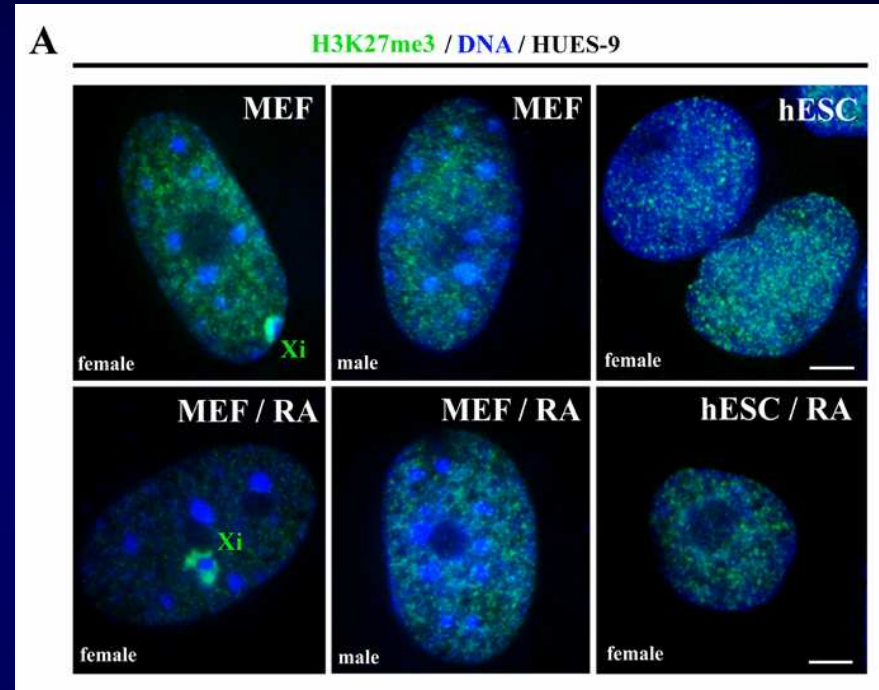 A
H3K27me3 / DNA / HUES-9
MEF
MEF
hESC
Xi
female
male
female
MEF / RA
MEF / RA
hESC / RA
Xi
female
male
female